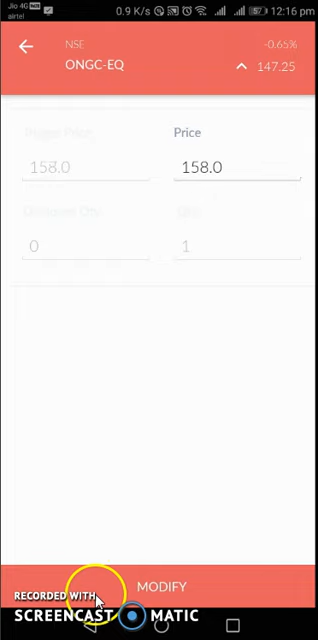 Jio 4G
airtel
0.9 K/s
57
12:16 pm
NSE
-0.65%
ONGC-EQ
147.25
Trigger Price
Price
158.0
158.0
Disclosed Qty.
Qty.
0
1
MODIFY
RECORDED WITH
SCREENCAST MATIC